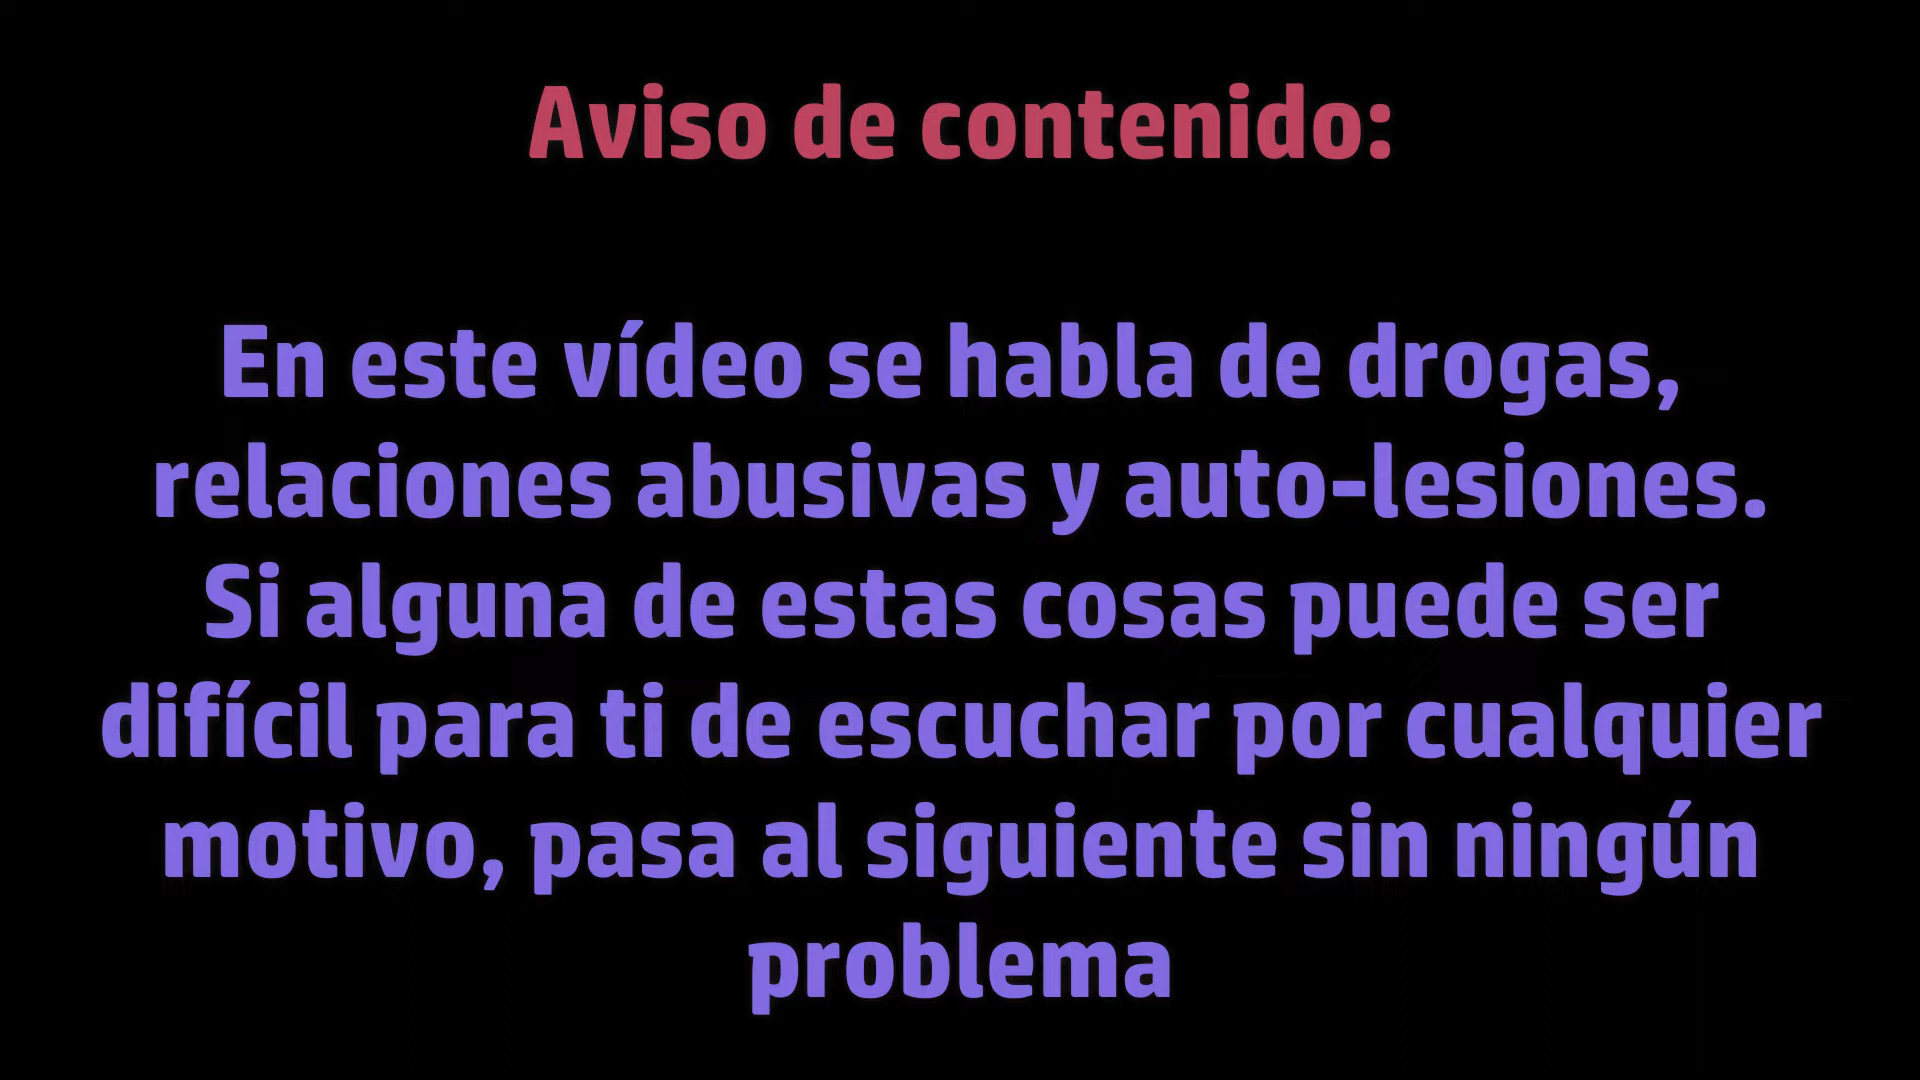 Aviso de contenido:
En este vídeo se habla de drogas,
relaciones abusivas y auto-lesiones.
Si alguna de estas cosas puede ser
difícil para ti de escuchar por cualquier
motivo, pasa al siguiente sin ningún
problema